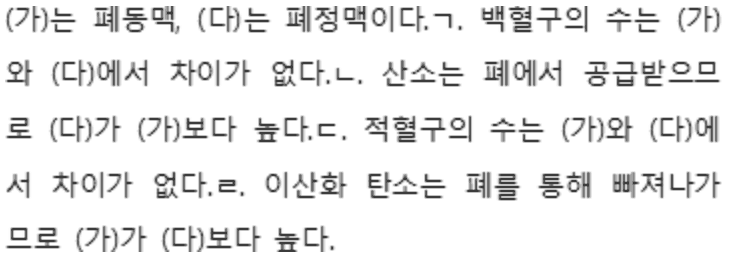 (가)는 폐동맥, (다)는 폐정맥이다.ㄱ. 백혈구의 수는 (가)
와 (다)에서 차이가 없다.ㄴ. 산소는 폐에서 공급받으므
로 (다)가 (가)보다 높다.ㄷ. 적혈구의 수는 (가)와 (다)에
서 차이가 없다.ㄹ. 이산화 탄소는 폐를 통해 빠져나가
므로 (가)가 (다)보다 높다.